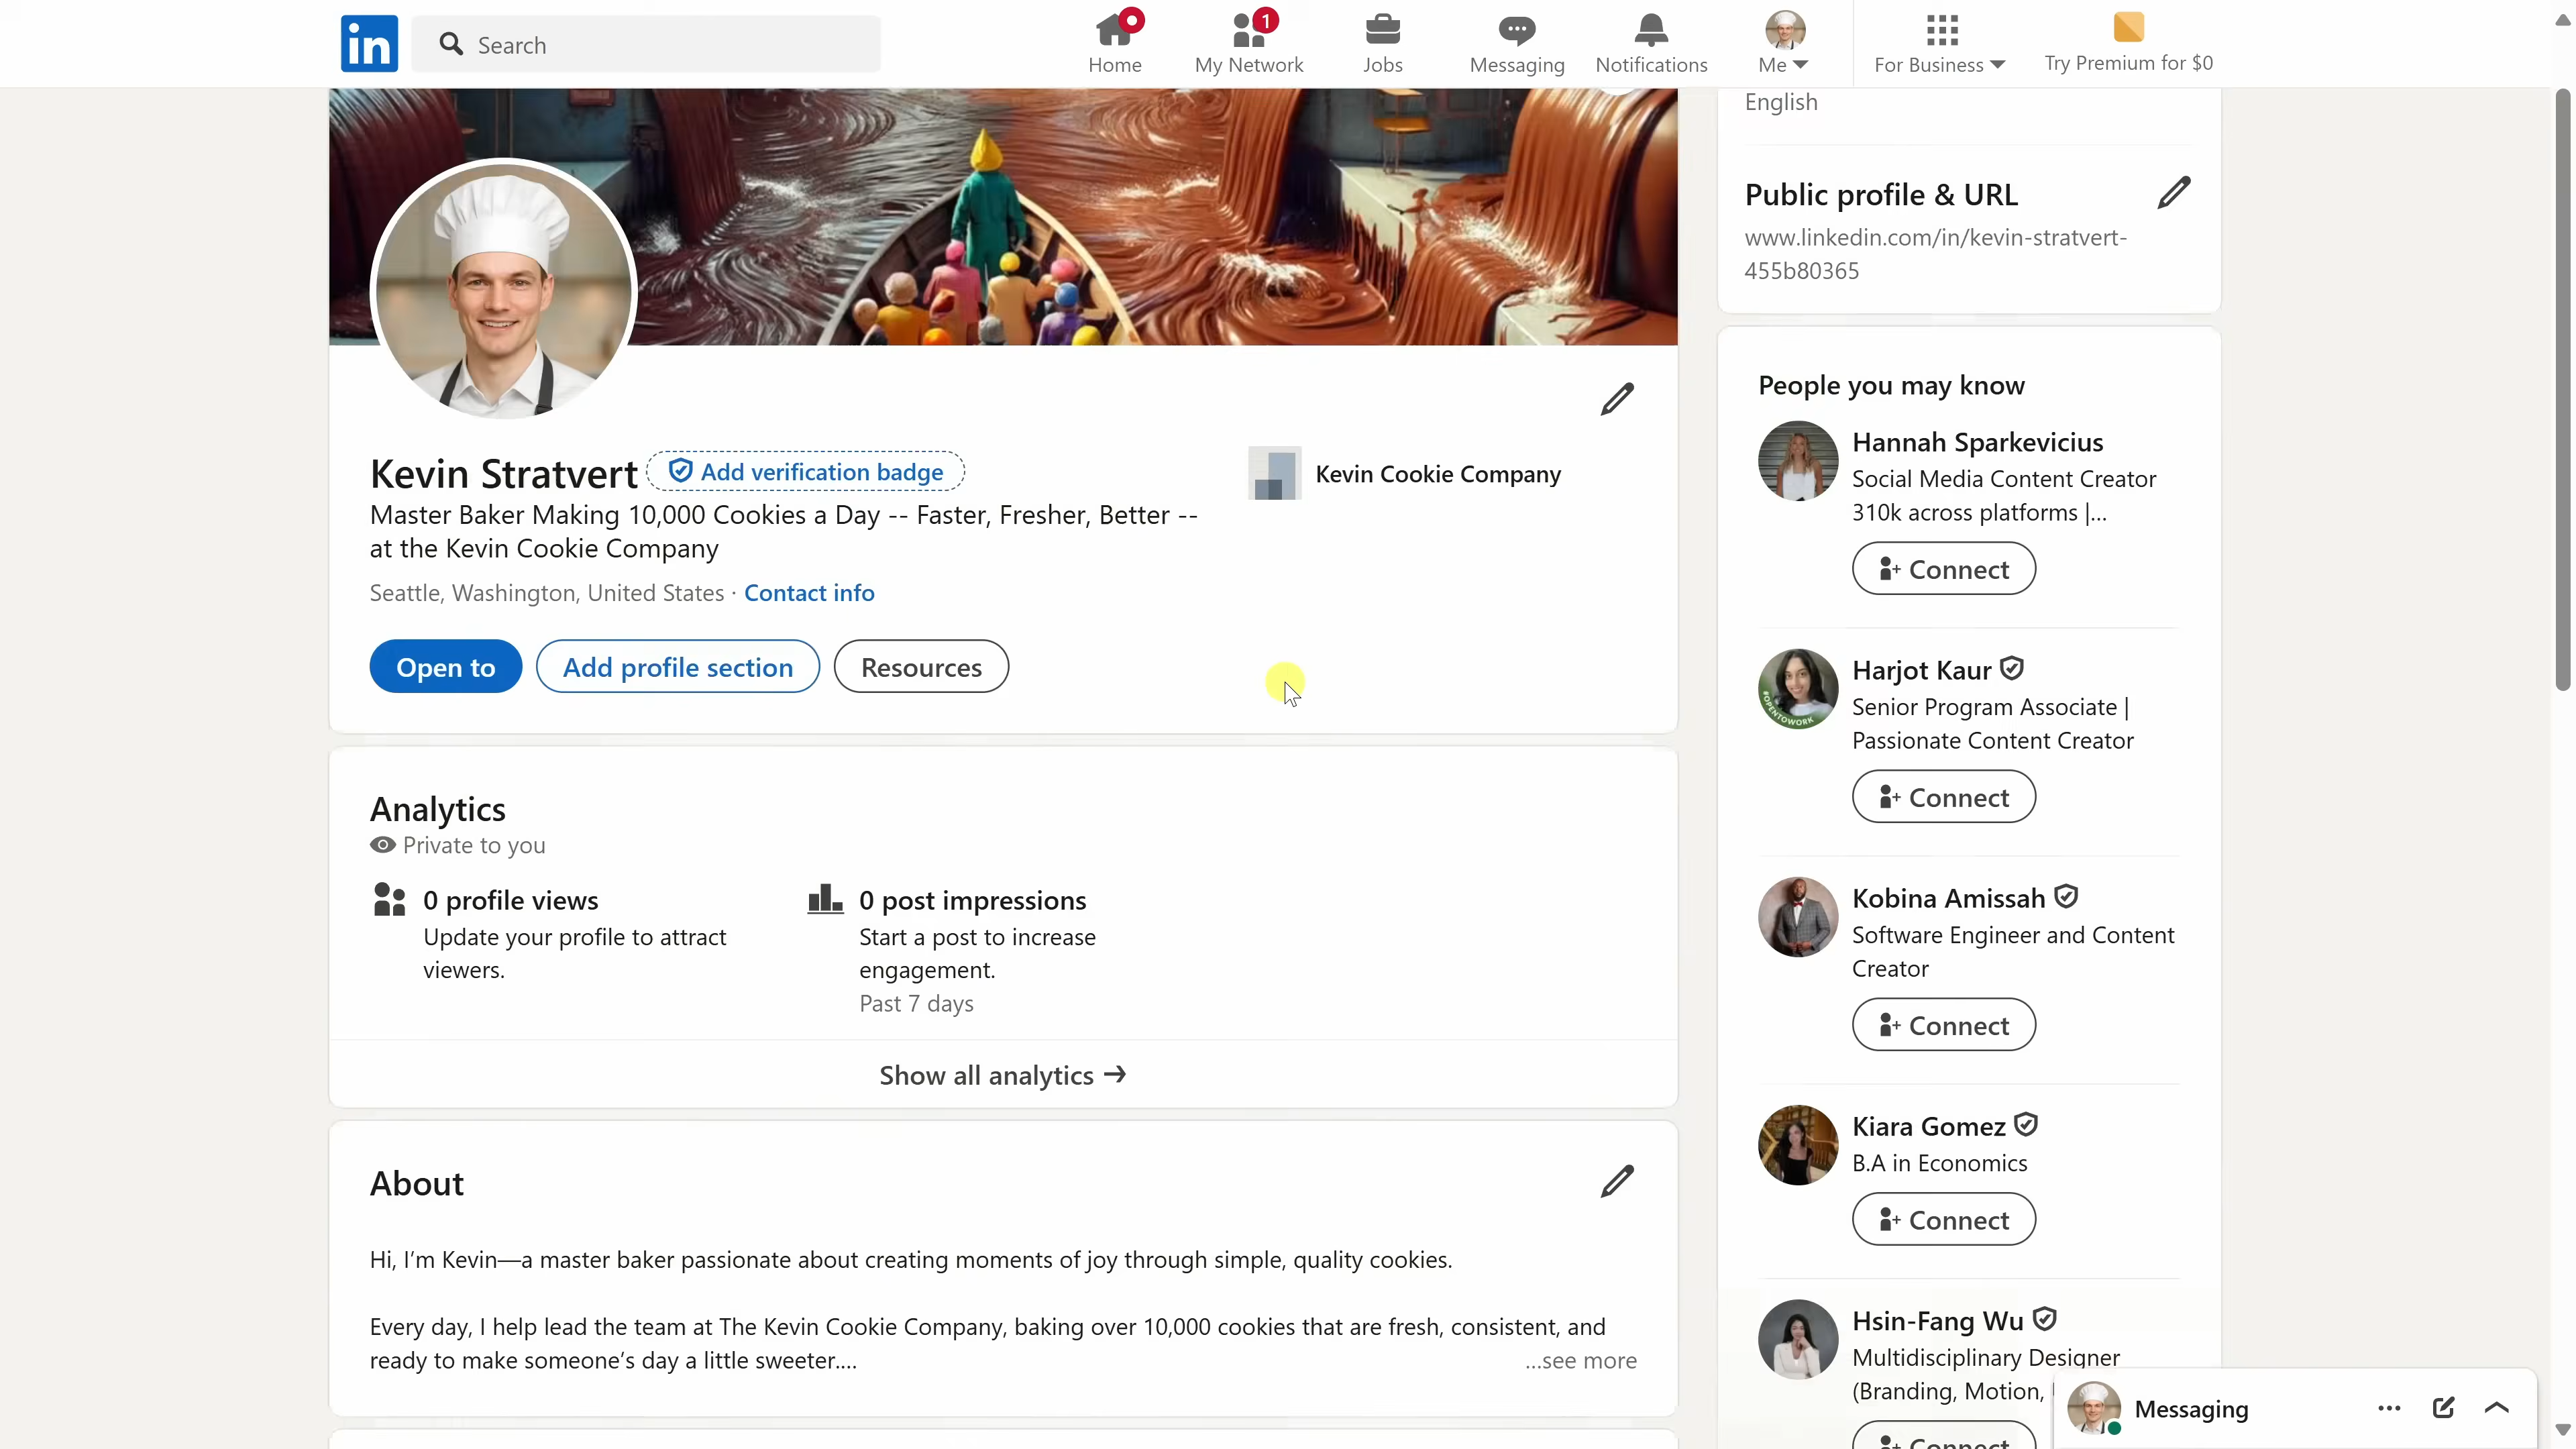 in
Search
Home
1
My Network
Jobs
Messaging
Notifications
Me
For Business
Try Premium for $0
Kevin Stratvert
Add verification badge
Master Baker Making 10,000 Cookies a Day -- Faster, Fresher, Better --
at the Kevin Cookie Company
Seattle, Washington, United States · Contact info
Kevin Cookie Company
Open to
Add profile section
Resources
Analytics
Private to you
0 profile views
Update your profile to attract
viewers.
0 post impressions
Start a post to increase
engagement.
Past 7 days
Show all analytics →
About
Hi, I’m Kevin—a master baker passionate about creating moments of joy through simple, quality cookies.
Every day, I help lead the team at The Kevin Cookie Company, baking over 10,000 cookies that are fresh, consistent, and
ready to make someone’s day a little sweeter....
...see more
English
Public profile & URL
www.linkedin.com/in/kevin-stratvert-
455b80365
People you may know
Hannah Sparkevicius
Social Media Content Creator
310k across platforms |...
Connect
Harjot Kaur
#OPENTOWORK
Senior Program Associate |
Passionate Content Creator
Connect
Kobina Amissah
Software Engineer and Content
Creator
Connect
Kiara Gomez
B.A in Economics
Connect
Hsin-Fang Wu
Multidisciplinary Designer
(Branding, Motion,
Connect
Messaging